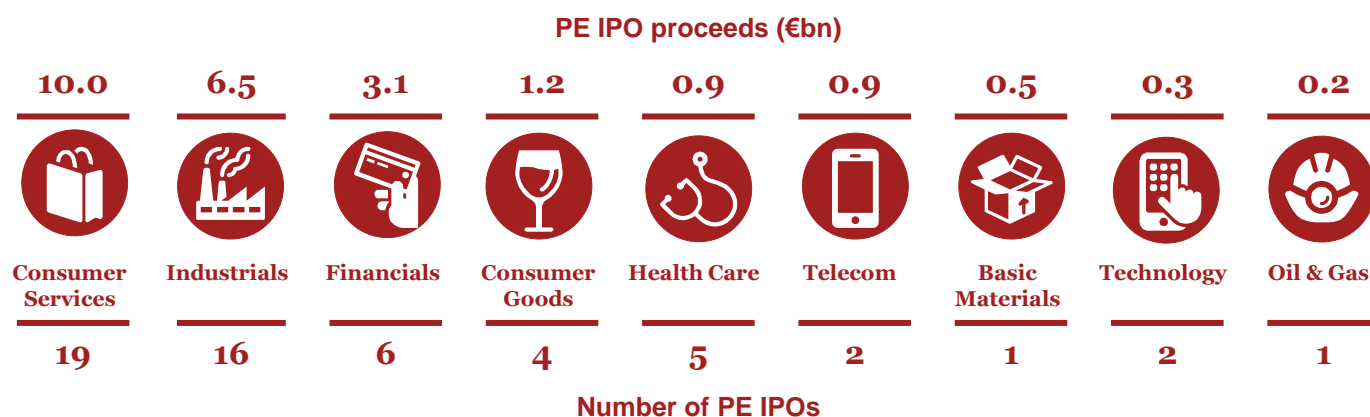 PE IPO proceeds (€bn)
10.0 6.5 3.1 1.2 0.9 0.9 0.5 0.3 0.2
Consumer Industrials Financials Consumer Health Care Telecom Basic Technology Oil & Gas
Services Goods Materials
19 16 6 4 5 2 1 2 1
Number of PE IPOs